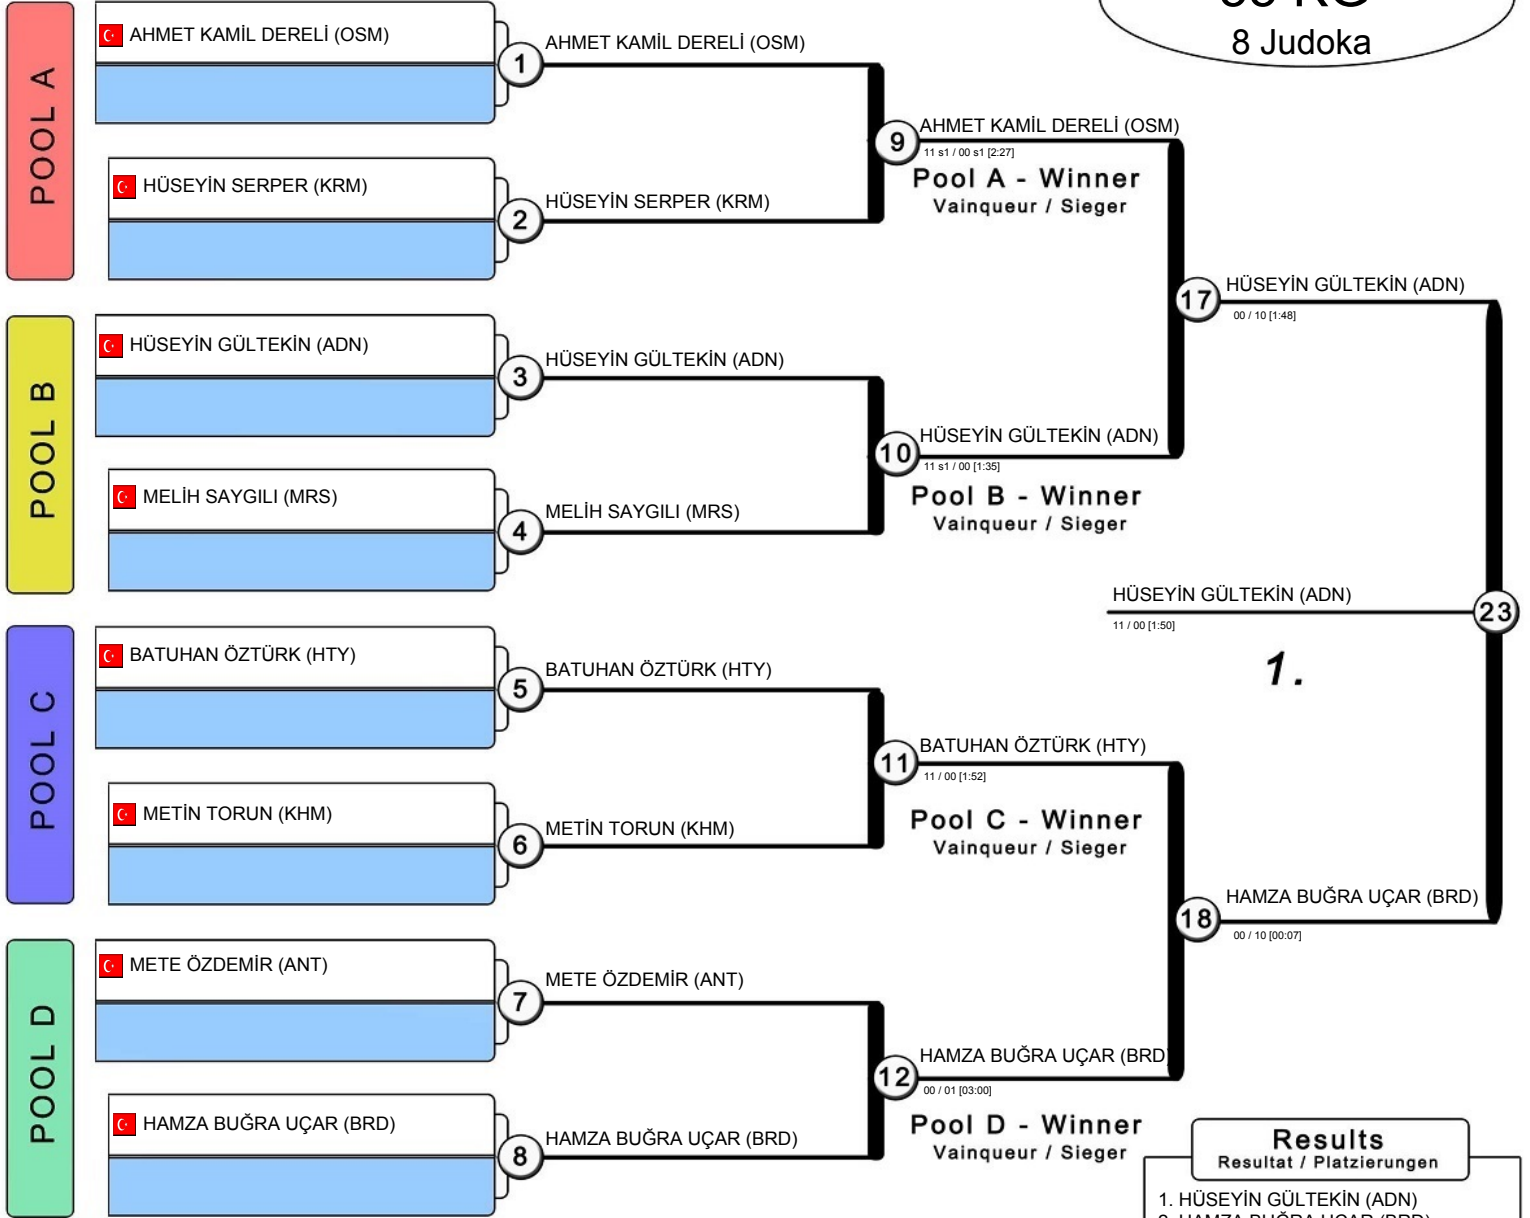 KG
8 Judoka
POOL A
AHMET KAMİL DERELİ (OSM)
1
AHMET KAMİL DERELİ (OSM)
HÜSEYİN SERPER (KRM)
2
HÜSEYİN SERPER (KRM)
9
AHMET KAMİL DERELİ (OSM)
11 s1 / 00 s1 [2:27]
Pool A - Winner
Vainqueur / Sieger
POOL B
HÜSEYİN GÜLTEKİN (ADN)
3
HÜSEYİN GÜLTEKİN (ADN)
MELİH SAYGILI (MRS)
4
MELİH SAYGILI (MRS)
10
HÜSEYİN GÜLTEKİN (ADN)
11 s1 / 00 [1:35]
Pool B - Winner
Vainqueur / Sieger
17
HÜSEYİN GÜLTEKİN (ADN)
00 / 10 [1:48]
POOL C
BATUHAN ÖZTÜRK (HTY)
5
BATUHAN ÖZTÜRK (HTY)
METİN TORUN (KHM)
6
METİN TORUN (KHM)
11
BATUHAN ÖZTÜRK (HTY)
11 / 00 [1:52]
Pool C - Winner
Vainqueur / Sieger
POOL D
METE ÖZDEMİR (ANT)
7
METE ÖZDEMİR (ANT)
HAMZA BUĞRA UÇAR (BRD)
8
HAMZA BUĞRA UÇAR (BRD)
12
HAMZA BUĞRA UÇAR (BRD)
00 / 01 [03:00]
Pool D - Winner
Vainqueur / Sieger
18
HAMZA BUĞRA UÇAR (BRD)
00 / 10 [00:07]
HÜSEYİN GÜLTEKİN (ADN)
23
11 / 00 [1:50]
1.
Results
Resultat / Platzierungen
1. HÜSEYİN GÜLTEKİN (ADN)
2. HAMZA BUĞRA UÇAR (BRD)